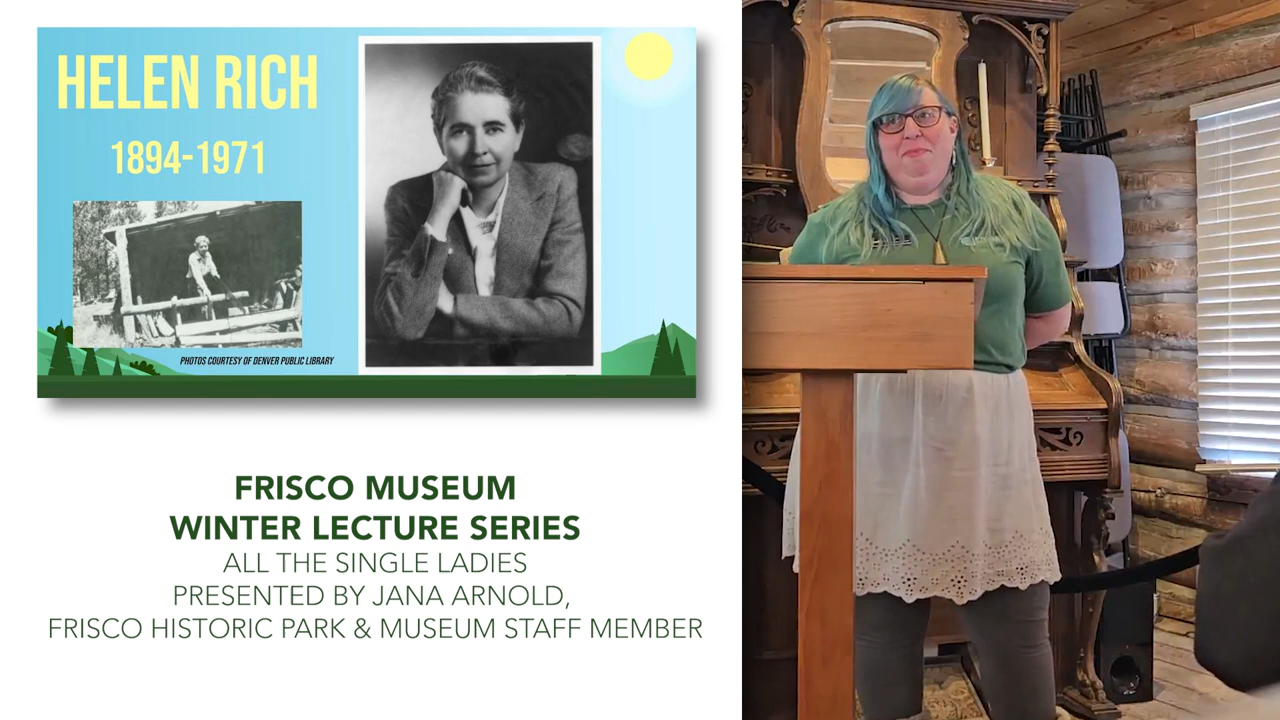 HELEN RICH
1894-1971
PHOTOS COURTESY OF DENVER PUBLIC LIBRARY
FRISCO MUSEUM
WINTER LECTURE SERIES
ALL THE SINGLE LADIES
PRESENTED BY JANA ARNOLD,
FRISCO HISTORIC PARK & MUSEUM STAFF MEMBER